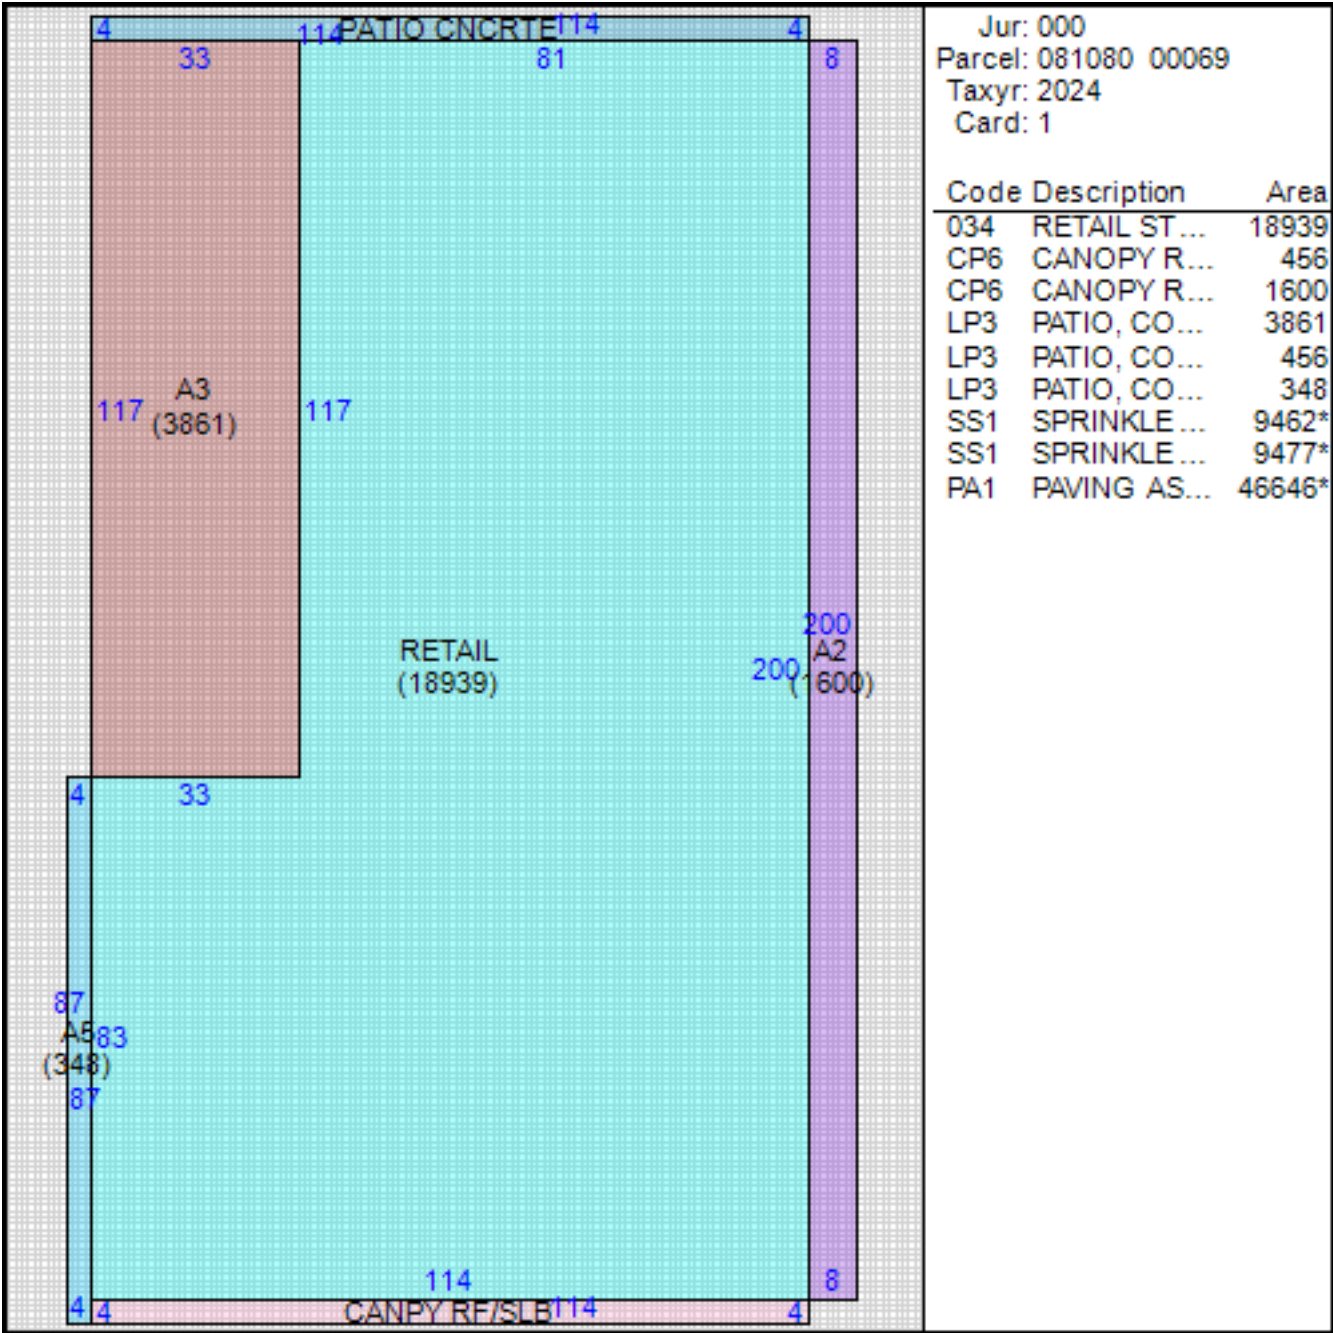 4 114 PATIO CNCRTE 114 4
33 81 8
A3
(3861)
117 117
200
RETAIL A2
200
(18939) (1600)
4 33
87
A5 83
(348)
87
114 8
4 4 CANPY RF/SLB 114 4
Jur: 000
Parcel: 081080 00069
Taxyr: 2024
Card: 1
Code Description Area
034 RETAIL ST... 18939
CP6 CANOPY R... 456
CP6 CANOPY R... 1600
LP3 PATIO, CO... 3861
LP3 PATIO, CO... 456
LP3 PATIO, CO... 348
SS1 SPRINKLE... 9462*
SS1 SPRINKLE... 9477*
PA1 PAVING AS... 46646*